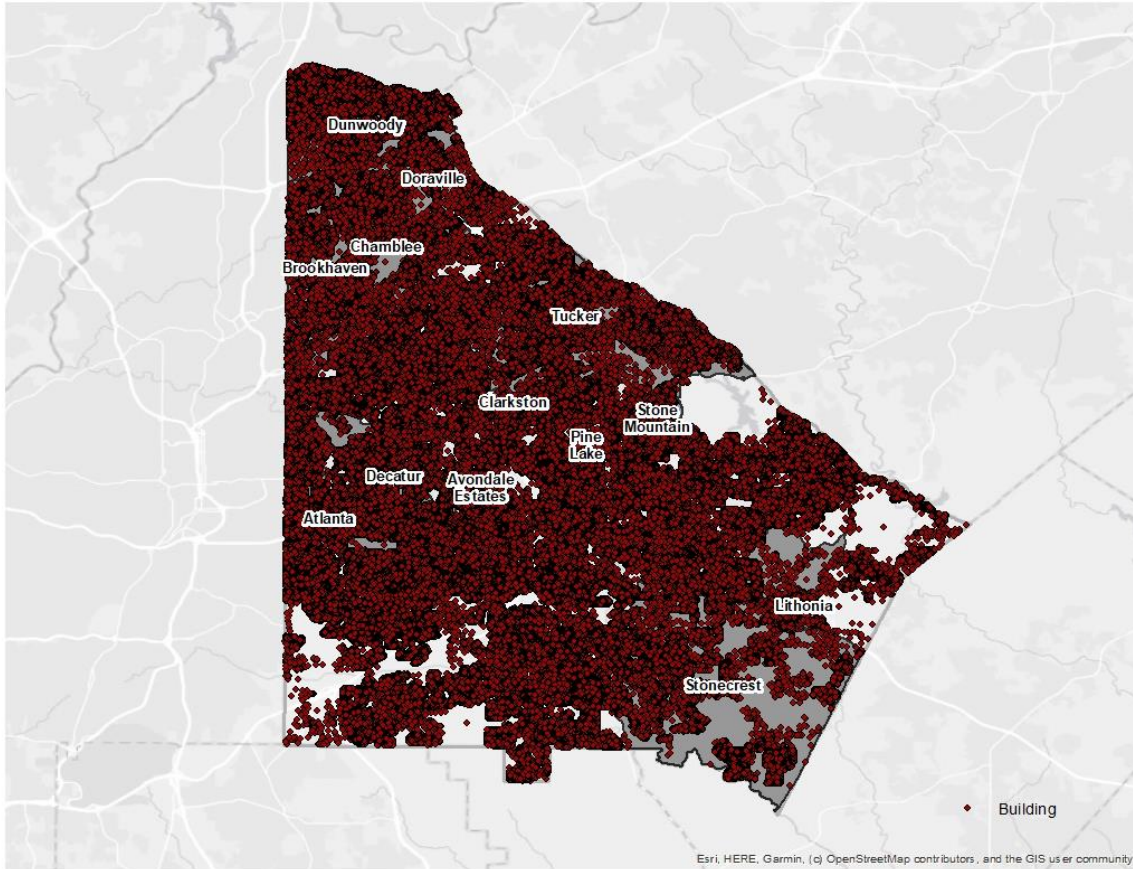 Dunwoody
Doraville
Chamblee
Brookhaven
Tucker
Clarkston
Stone
Mountain
Pine
Lake
Decatur
Avondale
Estates
Atlanta
Lithonia
Stonecrest
Building
Esri, HERE, Garmin, (c) OpenStreetMap contributors, and the GIS user community